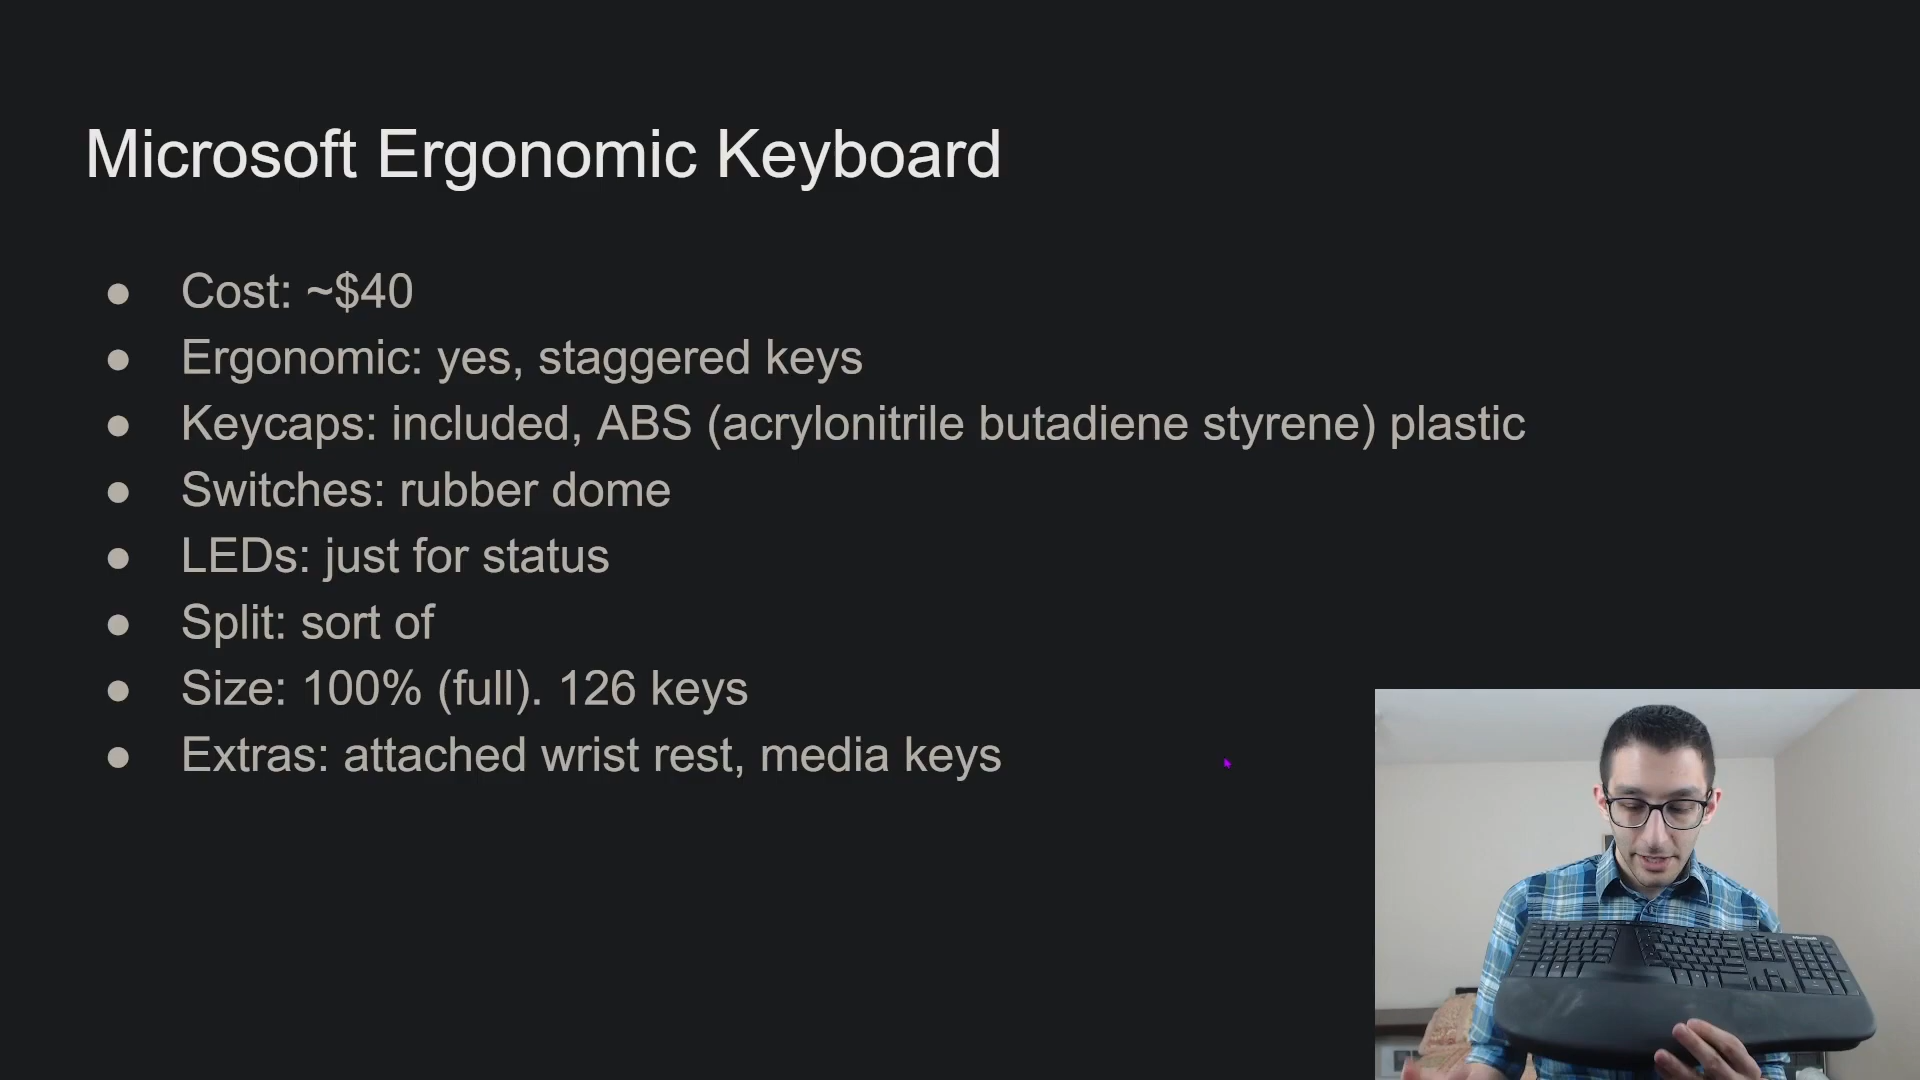 Microsoft Ergonomic Keyboard
● Cost: ~$40
● Ergonomic: yes, staggered keys
● Keycaps: included, ABS (acrylonitrile butadiene styrene) plastic
● Switches: rubber dome
● LEDs: just for status
● Split: sort of
● Size: 100% (full). 126 keys
● Extras: attached wrist rest, media keys